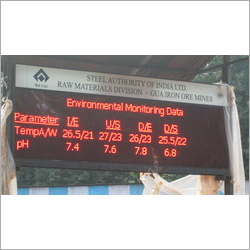 STEEL AUTHORITY OF INDIA LTD.
RAW MATERIALS DIVISION - GUA IRON ORE MINES
Environmental Monitoring Data
Parameter I/E U/S D/E D/S
TempA/W 26.5/21 27/23 26/23 25.5/22
pH 7.4 7.6 7.8 6.8